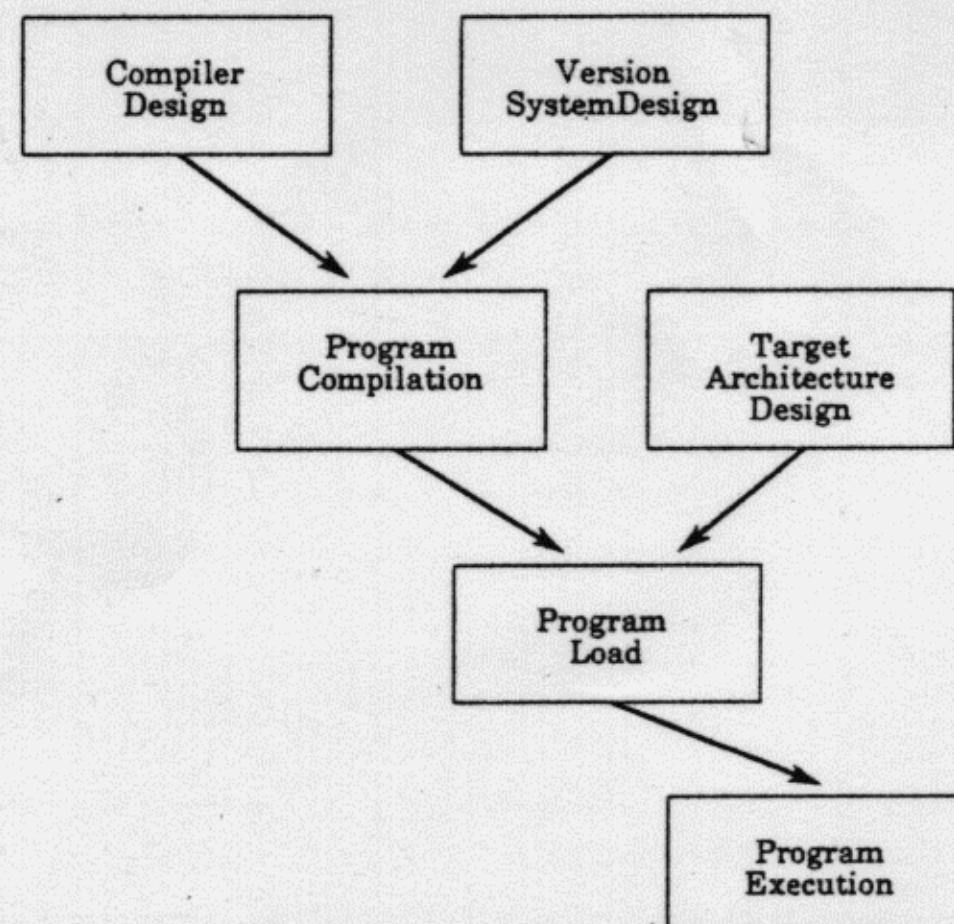 Compiler
Design
Version
SystemDesign
Program
Compilation
Target
Architecture
Design
Program
Load
Program
Execution